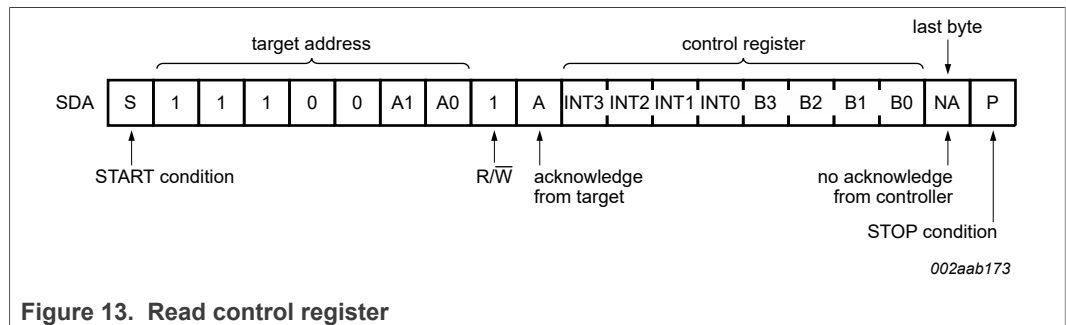 last byte
target address control register
SDA S 1 1 1 0 0 A1 A0 1 A INT3 INT2 INT1 INT0 B3 B2 B1 B0 NA P
START condition R/W̅ acknowledge from target no acknowledge from controller
STOP condition
002aab173
Figure 13. Read control register